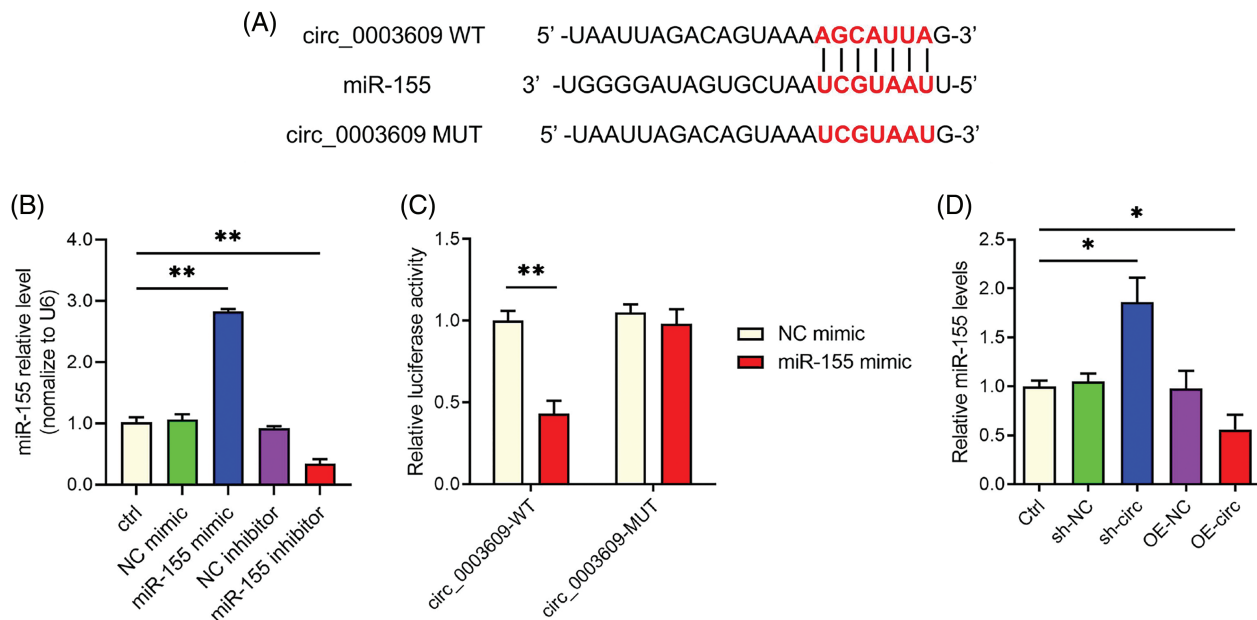 (A)
circ_0003609 WT 5’ -UAAUUAGACAGUAAAAGCAUUAG-3’
miR-155 3’ -UGGGGAUAGUGCUAAUCGUAAUU-5’
circ_0003609 MUT 5’ -UAAUUAGACAGUAAAUCGUAAUG-3’
(B)
miR-155 relative level
(nomalize to U6)
4.0
3.0
2.0
1.0
0.0
**
**
ctrl
NC mimic
miR-155 mimic
NC inhibitor
miR-155 inhibitor
(C)
Relative luciferase activity
1.5
1.0
0.5
0.0
**
circ_0003609-WT
circ_0003609-MUT
NC mimic
miR-155 mimic
(D)
Relative miR-155 levels
2.5
2.0
1.5
1.0
0.5
0.0
*
*
Ctrl
sh-NC
sh-circ
OE-NC
OE-circ